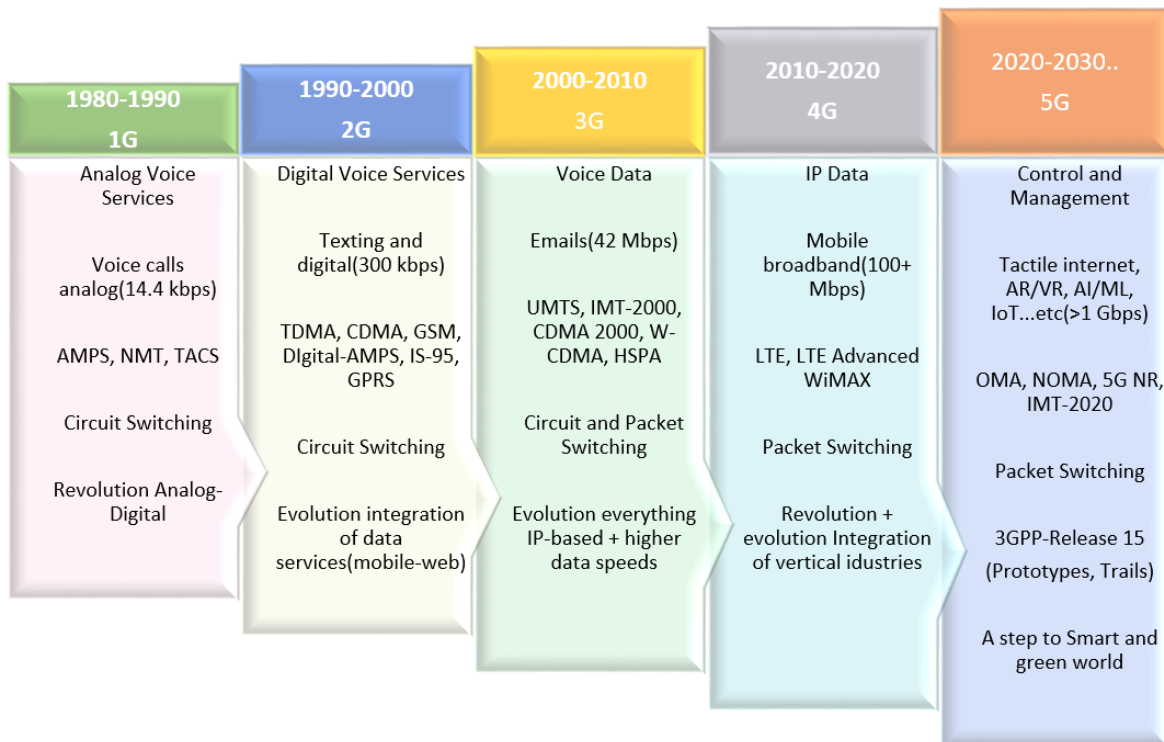 1980-1990
1G
Analog Voice
Services
Voice calls
analog(14.4 kbps)
AMPS, NMT, TACS
Circuit Switching
Revolution Analog-
Digital
1990-2000
2G
Digital Voice Services
Texting and
digital(300 kbps)
TDMA, CDMA, GSM,
DIgital-AMPS, IS-95,
GPRS
Circuit Switching
Evolution integration
of data
services(mobile-web)
2000-2010
3G
Voice Data
Emails(42 Mbps)
UMTS, IMT-2000,
CDMA 2000, W-
CDMA, HSPA
Circuit and Packet
Switching
Evolution everything
IP-based + higher
data speeds
2010-2020
4G
IP Data
Mobile
broadband(100+
Mbps)
LTE, LTE Advanced
WiMAX
Packet Switching
Revolution +
evolution Integration
of vertical idustries
2020-2030..
5G
Control and
Management
Tactile internet,
AR/VR, AI/ML,
IoT...etc(>1 Gbps)
OMA, NOMA, 5G NR,
IMT-2020
Packet Switching
3GPP-Release 15
(Prototypes, Trails)
A step to Smart and
green world